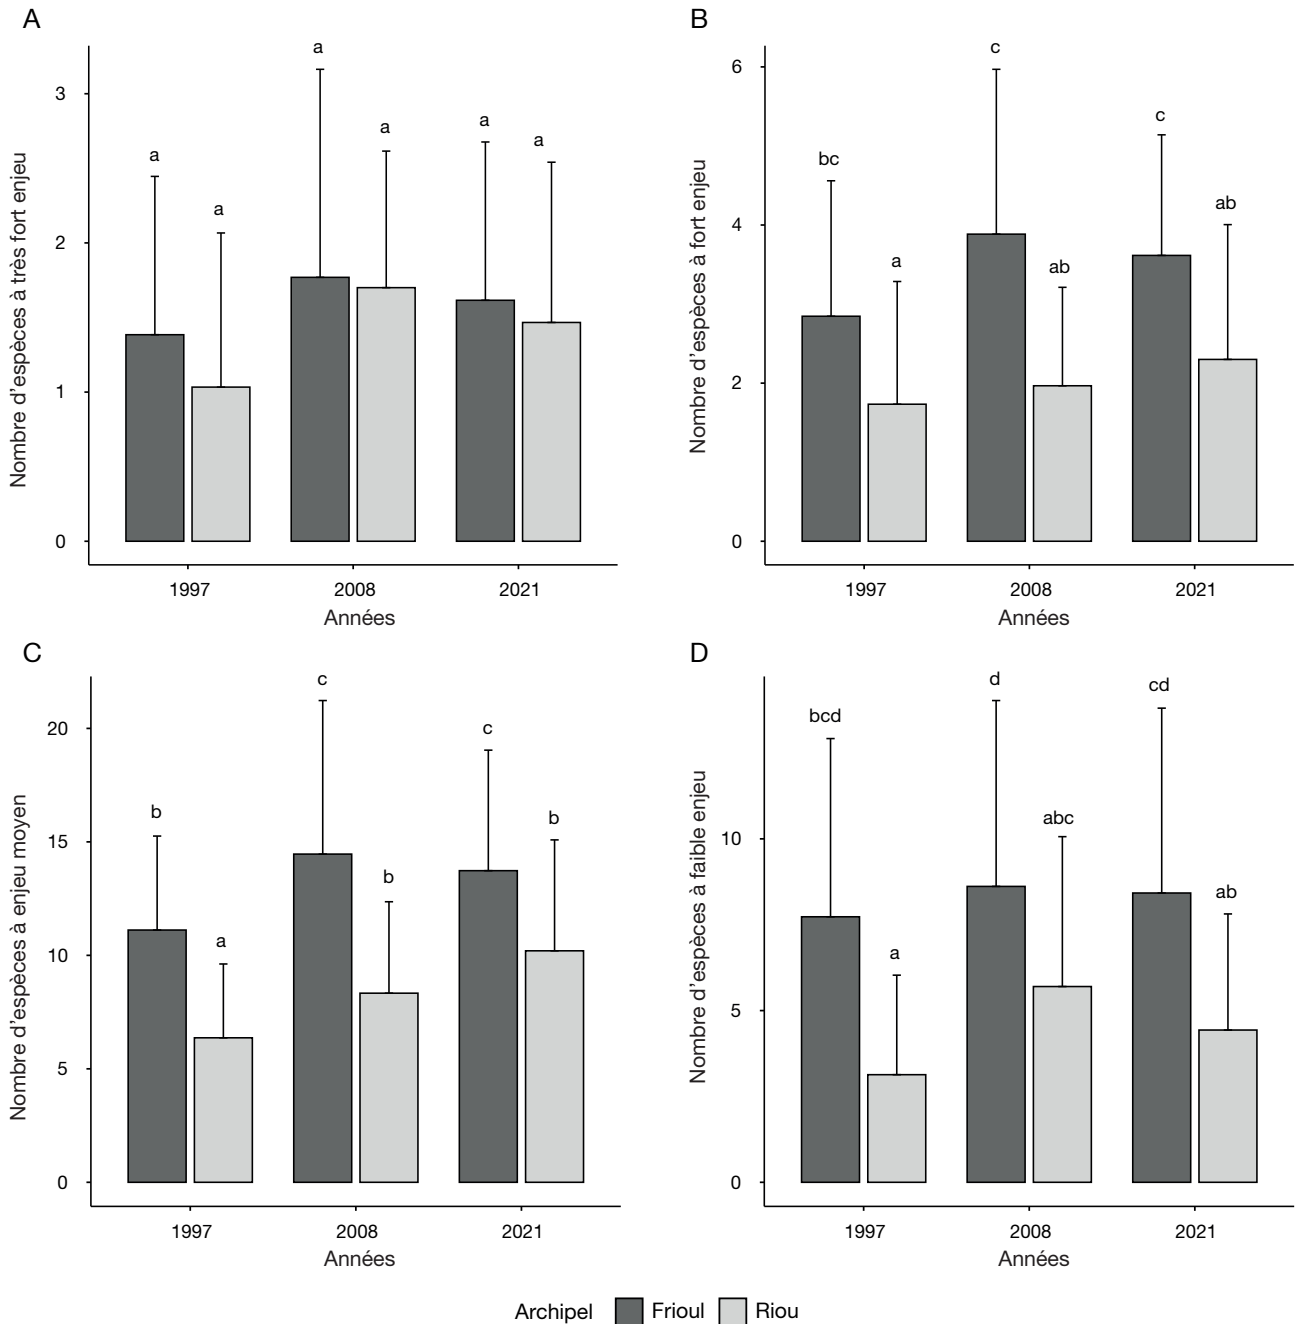 A
Nombre d'espèces à très fort enjeu
3
2
1
0
a
a
a
a
a
a
1997
2008
2021
Années
B
Nombre d'espèces à fort enjeu
6
4
2
0
bc
a
c
ab
c
ab
1997
2008
2021
Années
C
Nombre d'espèces à enjeu moyen
20
15
10
5
0
b
a
c
b
c
b
1997
2008
2021
Années
D
Nombre d'espèces à faible enjeu
10
5
0
bcd
a
d
abc
cd
ab
1997
2008
2021
Années
Archipel Frioul Riou